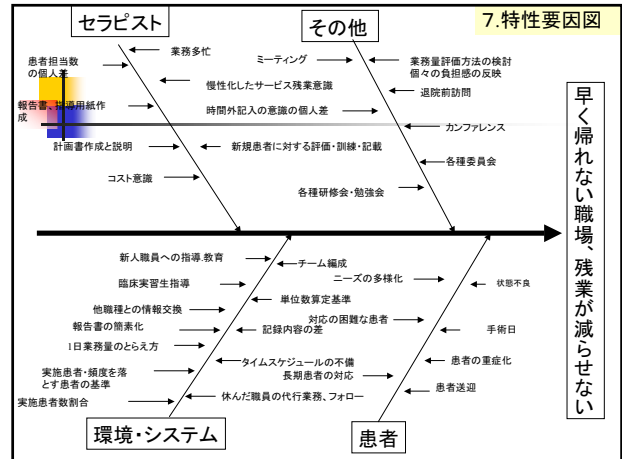 7.特性要因図
セラピスト
その他
業務多忙
患者担当数
の個人差
慢性化したサービス残業意識
報告書、指導用紙作
成
計画書作成と説明
新規患者に対する評価・訓練・記載
コスト意識
ミーティング
業務量評価方法の検討
個々の負担感の反映
退院前訪問
時間外記入の意識の個人差
カンファレンス
各種委員会
各種研修会・勉強会
早く帰れない職場、残業が減らせない
新人職員への指導.教育
チーム編成
臨床実習生指導
単位数算定基準
他職種との情報交換
報告書の簡素化
記録内容の差
1日業務量のとらえ方
タイムスケジュールの不備
実施患者・頻度を落
とす患者の基準
実施患者数割合
休んだ職員の代行業務、フォロー
ニーズの多様化
状態不良
対応の困難な患者
手術日
患者の重症化
長期患者の対応
患者送迎
環境・システム
患者